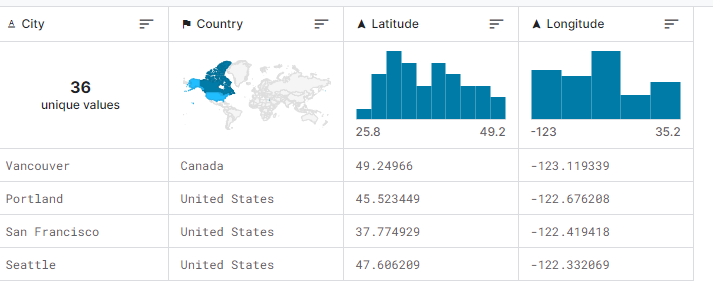 City Country Latitude Longitude
36
unique values
25.8 49.2 -123 35.2
Vancouver Canada 49.24966 -123.119339
Portland United States 45.523449 -122.676208
San Francisco United States 37.774929 -122.419418
Seattle United States 47.606209 -122.332069